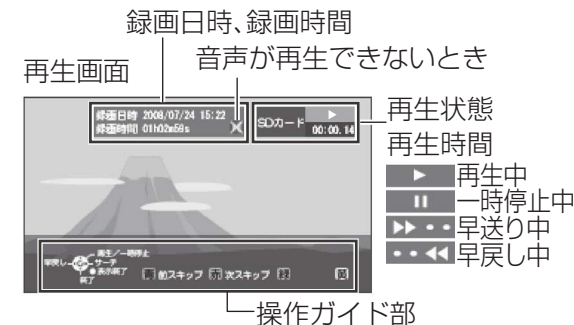 録画日時、録画時間
音声が再生できないとき
再生画面
録画日時 2008/07/24 15:22
録画時間 01h02m59s
SDカード
00:00.14
再生状態
再生時間
再生中
一時停止中
早送り中
早戻し中
再生/一時停止
早戻し
サーチ
表示終了
終了
前スキップ
次スキップ
操作ガイド部